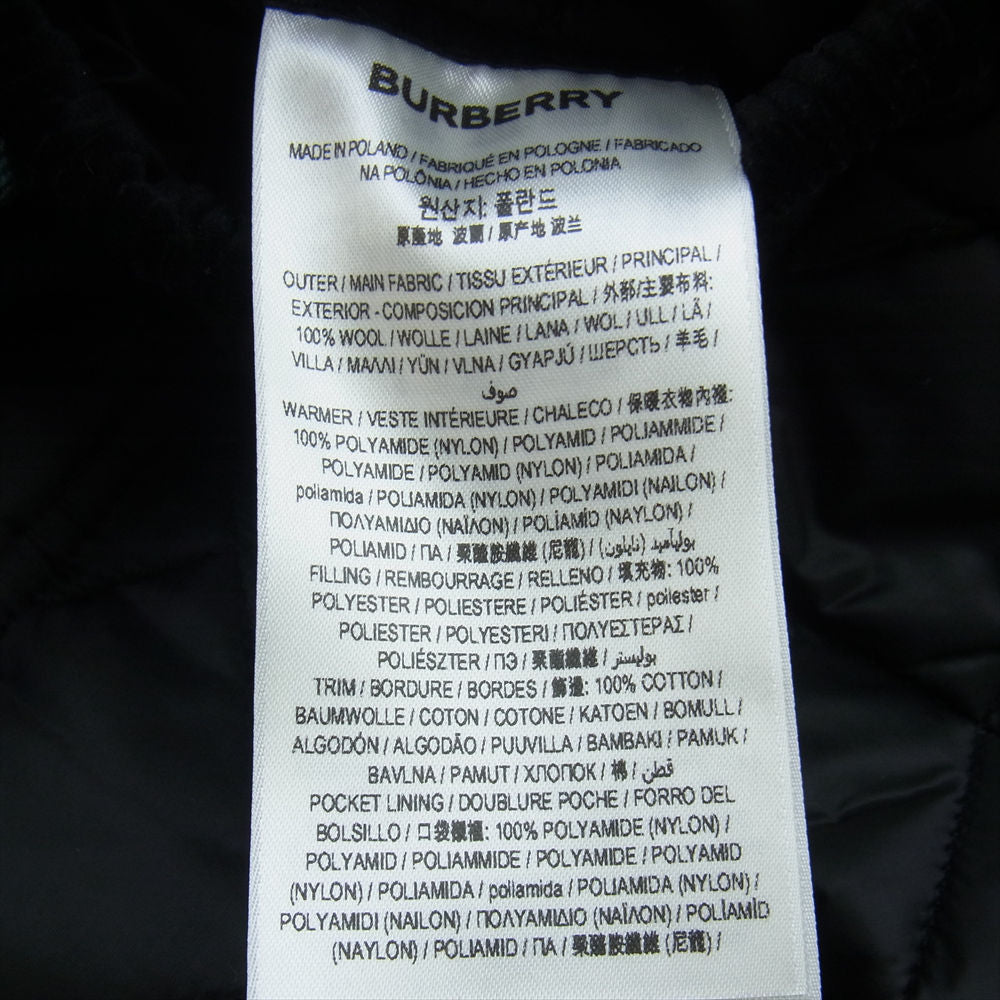 BURBERRY
MADE IN POLAND / FABRIQUÉ EN POLOGNE / FABRICADO
NA POLÔNIA / HECHO EN POLONIA
원산지: 폴란드
原產地 波蘭 / 原产地 波兰
OUTER / MAIN FABRIC / TISSU EXTÉRIEUR / PRINCIPAL /
EXTERIOR - COMPOSICION PRINCIPAL / 外部/主要布料:
100% WOOL / WOLLE / LAINE / LANA / WOL / ULL / LÃ /
VILLA / ΜΑΛΛΙ / YÜN / VLNA / GYAPJÚ / ШЕРСТЬ / 羊毛 /
صوف
WARMER / VESTE INTÉRIEURE / CHALECO / 保暖衣物內襯:
100% POLYAMIDE (NYLON) / POLYAMID / POLIAMMIDE /
POLYAMIDE / POLYAMID (NYLON) / POLIAMIDA /
poliamida / POLIAMIDA (NYLON) / POLYAMIDI (NAILON) /
ΠΟΛΥΑΜΙΔΙΟ (ΝΑΪΛΟΝ) / POLÍAMÍD (NAYLON) /
POLIAMID / ПА / 聚醯胺纖維 (尼龍) / بولياميد (نايلون)
FILLING / REMBOURRAGE / RELLENO / 填充物: 100%
POLYESTER / POLIESTERE / POLIÉSTER / poliester /
POLIESTER / POLYESTERI / ΠΟΛΥΕΣΤΕΡΑΣ /
POLIÉSZTER / ПЭ / 聚酯纖維 / بوليستر
TRIM / BORDURE / BORDES / 飾邊: 100% COTTON /
BAUMWOLLE / COTON / COTONE / KATOEN / BOMULL /
ALGODÓN / ALGODÃO / PUUVILLA / BAMBAKI / PAMUK /
BAVLNA / PAMUT / ХЛОПОК / 棉 / قطن
POCKET LINING / DOUBLURE POCHE / FORRO DEL
BOLSILLO / 口袋襯裡: 100% POLYAMIDE (NYLON) /
POLYAMID / POLIAMMIDE / POLYAMIDE / POLYAMID
(NYLON) / POLIAMIDA / poliamida / POLIAMIDA (NYLON) /
POLYAMIDI (NAILON) / ΠΟΛΥΑΜΙΔΙΟ (ΝΑΪΛΟΝ) / POLÍAMÍD
(NAYLON) / POLIAMID / ПА / 聚醯胺纖維 (尼龍) /